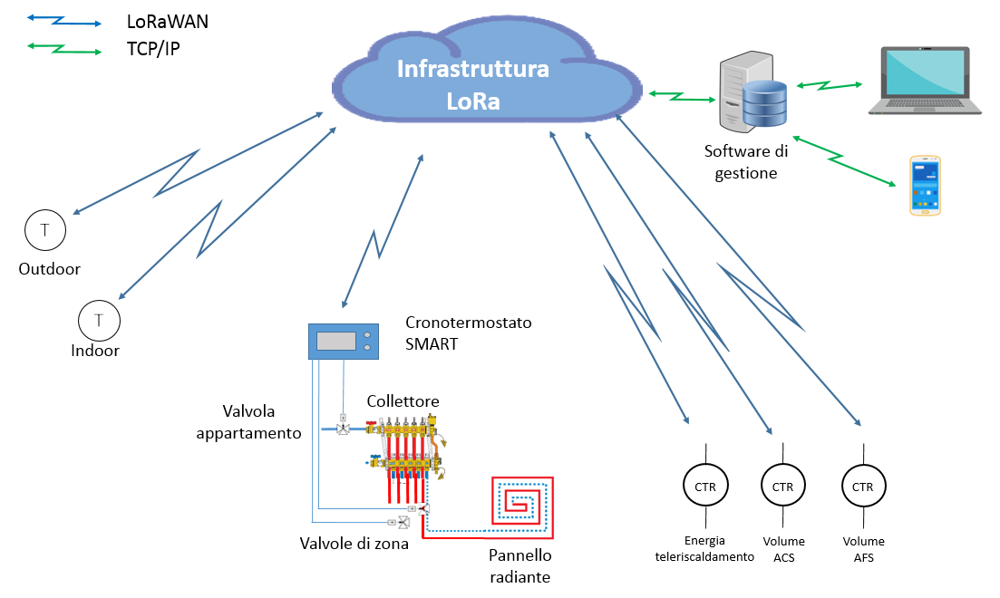 LoRaWAN
TCP/IP
Infrastruttura
LoRa
Software di
gestione
T
Outdoor
T
Indoor
Cronotermostato
SMART
Collettore
Valvola
appartamento
Valvole di zona
Pannello
radiante
CTR
CTR
CTR
Energia
teleriscaldamento
Volume
ACS
Volume
AFS